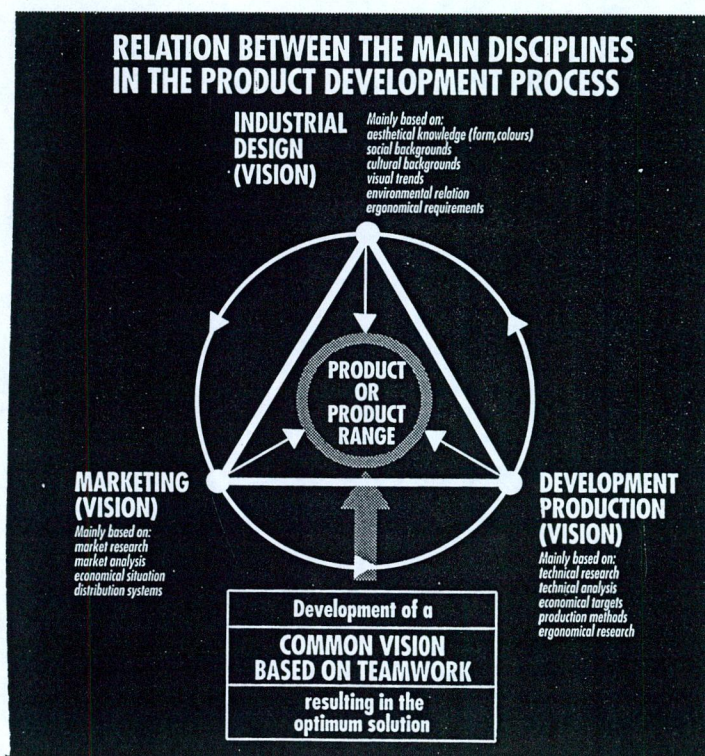 RELATION BETWEEN THE MAIN DISCIPLINES
IN THE PRODUCT DEVELOPMENT PROCESS
INDUSTRIAL
DESIGN
(VISION)
Mainly based on:
aesthetical knowledge (form,colours)
social backgrounds
cultural backgrounds
visual trends
environmental relation
ergonomical requirements
PRODUCT
OR
PRODUCT
RANGE
MARKETING
(VISION)
Mainly based on:
market research
market analysis
economical situation
distribution systems
DEVELOPMENT
PRODUCTION
(VISION)
Mainly based on:
technical research
technical analysis
economical targets
production methods
ergonomical research
Development of a
COMMON VISION
BASED ON TEAMWORK
resulting in the
optimum solution